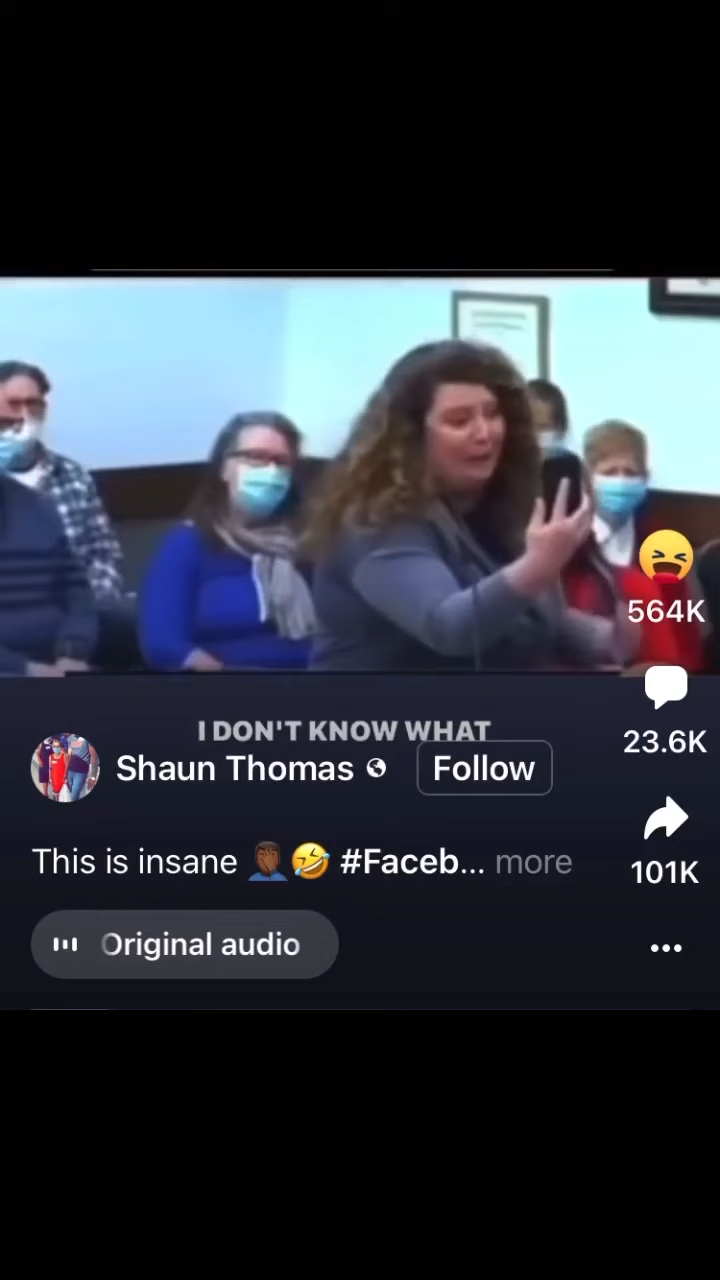 I DON'T KNOW WHAT
Shaun Thomas
Follow
This is insane 🤦🏾‍♂️🤣 #Faceb... more
Original audio
564K
23.6K
101K